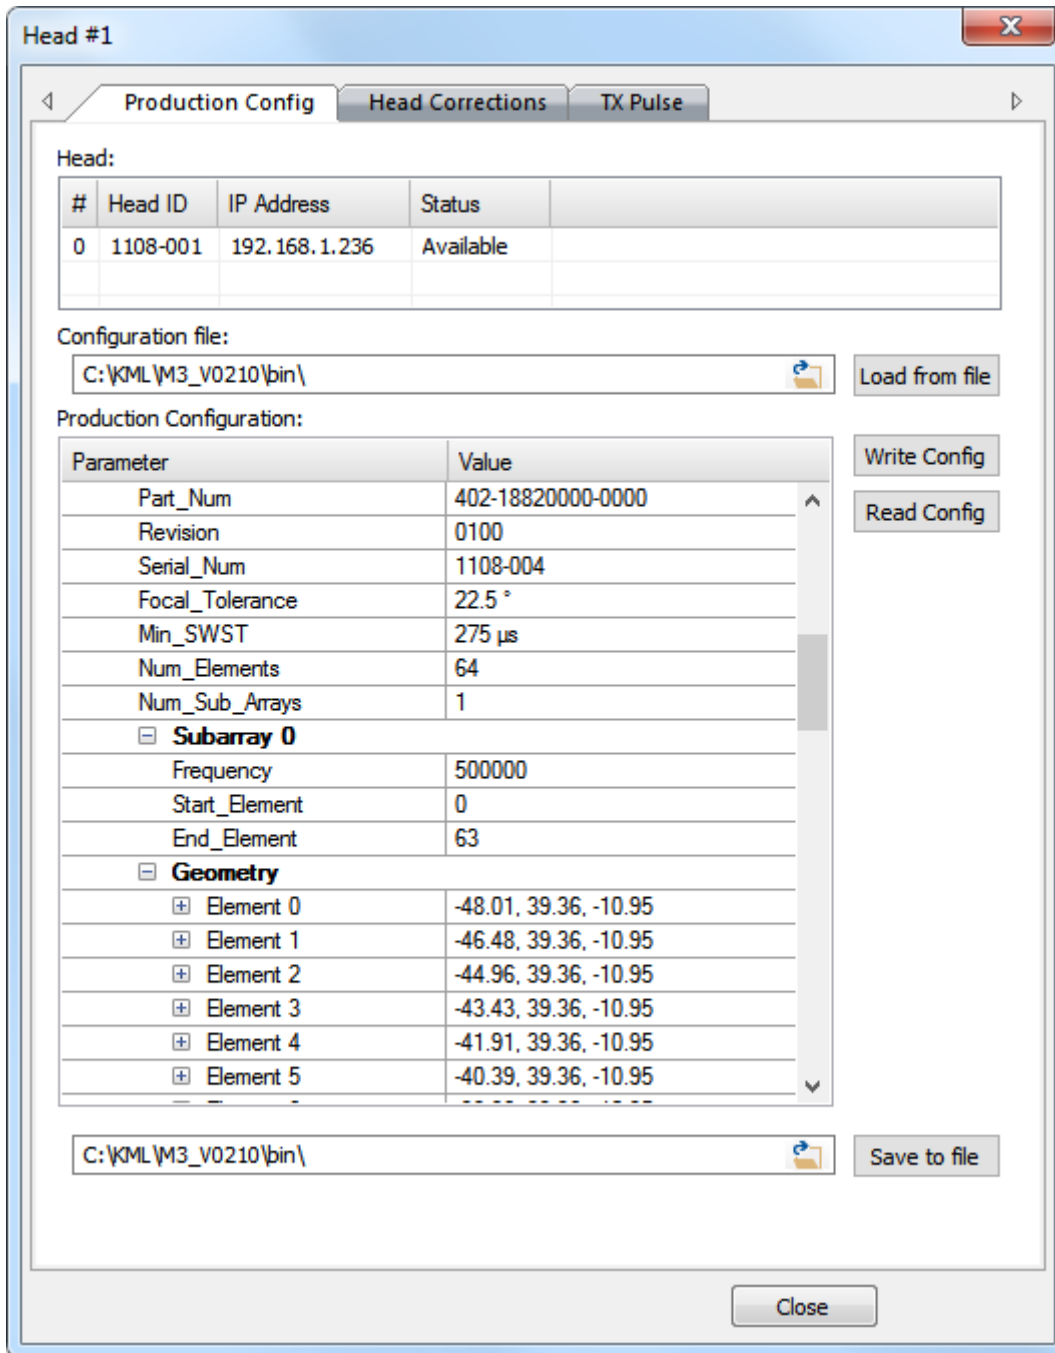 Head #1
Production Config Head Corrections TX Pulse
Head:
# Head ID IP Address Status
0 1108-001 192.168.1.236 Available
Configuration file:
C:\KML\M3_V0210\bin\ Load from file
Production Configuration:
Parameter Value Write Config
Part_Num 402-18820000-0000
Read Config
Revision 0100
Serial_Num 1108-004
Focal_Tolerance 22.5 °
Min_SWST 275 µs
Num_Elements 64
Num_Sub_Arrays 1
Subarray 0
Frequency 500000
Start_Element 0
End_Element 63
Geometry
Element 0 -48.01, 39.36, -10.95
Element 1 -46.48, 39.36, -10.95
Element 2 -44.96, 39.36, -10.95
Element 3 -43.43, 39.36, -10.95
Element 4 -41.91, 39.36, -10.95
Element 5 -40.39, 39.36, -10.95
C:\KML\M3_V0210\bin\ Save to file
Close